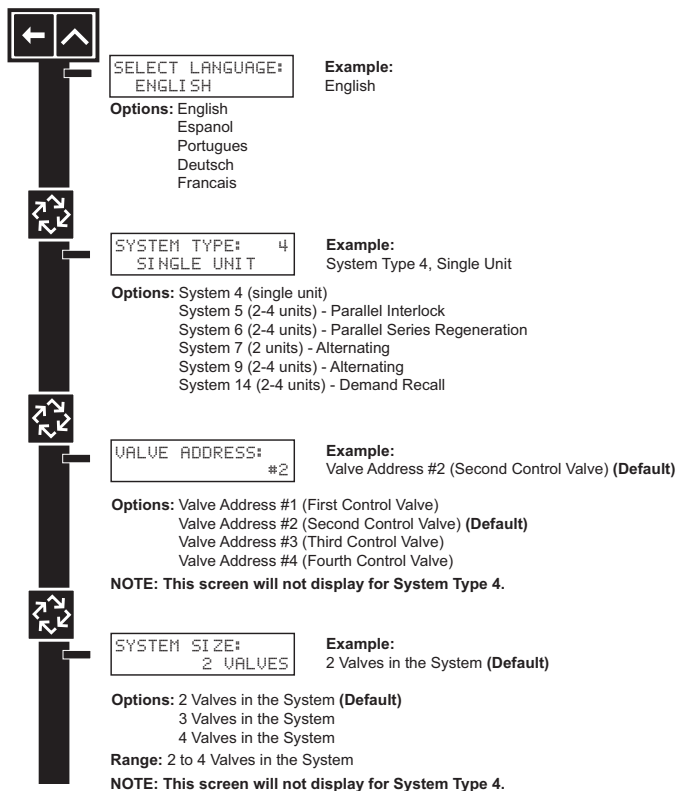 SELECT LANGUAGE:
ENGLISH
Example:
English
Options: English
Espanol
Portugues
Deutsch
Francais
SYSTEM TYPE: 4
SINGLE UNIT
Example:
System Type 4, Single Unit
Options: System 4 (single unit)
System 5 (2-4 units) - Parallel Interlock
System 6 (2-4 units) - Parallel Series Regeneration
System 7 (2 units) - Alternating
System 9 (2-4 units) - Alternating
System 14 (2-4 units) - Demand Recall
VALVE ADDRESS:
#2
Example:
Valve Address #2 (Second Control Valve) (Default)
Options: Valve Address #1 (First Control Valve)
Valve Address #2 (Second Control Valve) (Default)
Valve Address #3 (Third Control Valve)
Valve Address #4 (Fourth Control Valve)
NOTE: This screen will not display for System Type 4.
SYSTEM SIZE:
2 VALVES
Example:
2 Valves in the System (Default)
Options: 2 Valves in the System (Default)
3 Valves in the System
4 Valves in the System
Range: 2 to 4 Valves in the System
NOTE: This screen will not display for System Type 4.